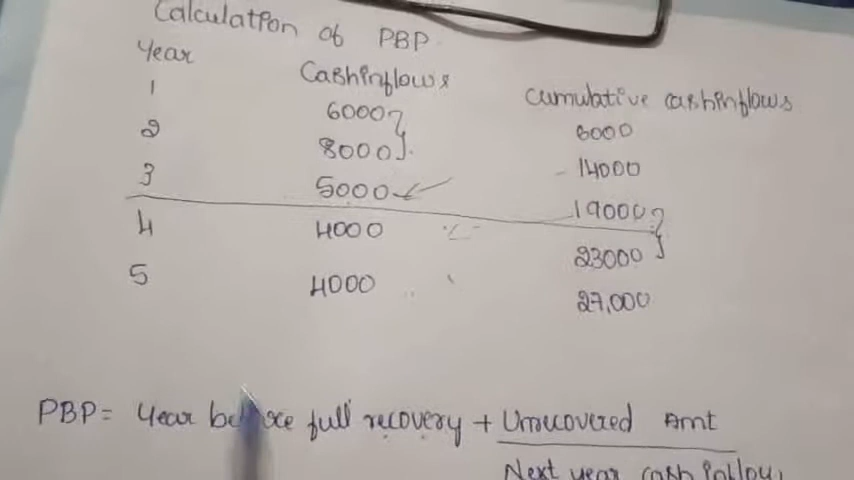 Calculation of PBP
Year Cashinflows Cumulative cashinflows
1 6000 6000
2 8000 14000
3 5000 19000
4 4000 23000
5 4000 27,000
PBP = Year before full recovery + Unrecovered Amt
Next year cash inflow